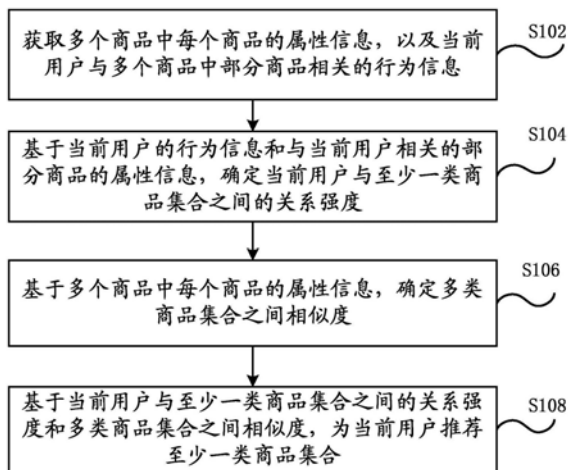 获取多个商品中每个商品的属性信息，以及当前
用户与多个商品中部分商品相关的行为信息
S102
基于当前用户的行为信息和与当前用户相关的部
分商品的属性信息，确定当前用户与至少一类商
品集合之间的关系强度
S104
基于多个商品中每个商品的属性信息，确定多类
商品集合之间相似度
S106
基于当前用户与至少一类商品集合之间的关系强
度和多类商品集合之间相似度，为当前用户推荐
至少一类商品集合
S108